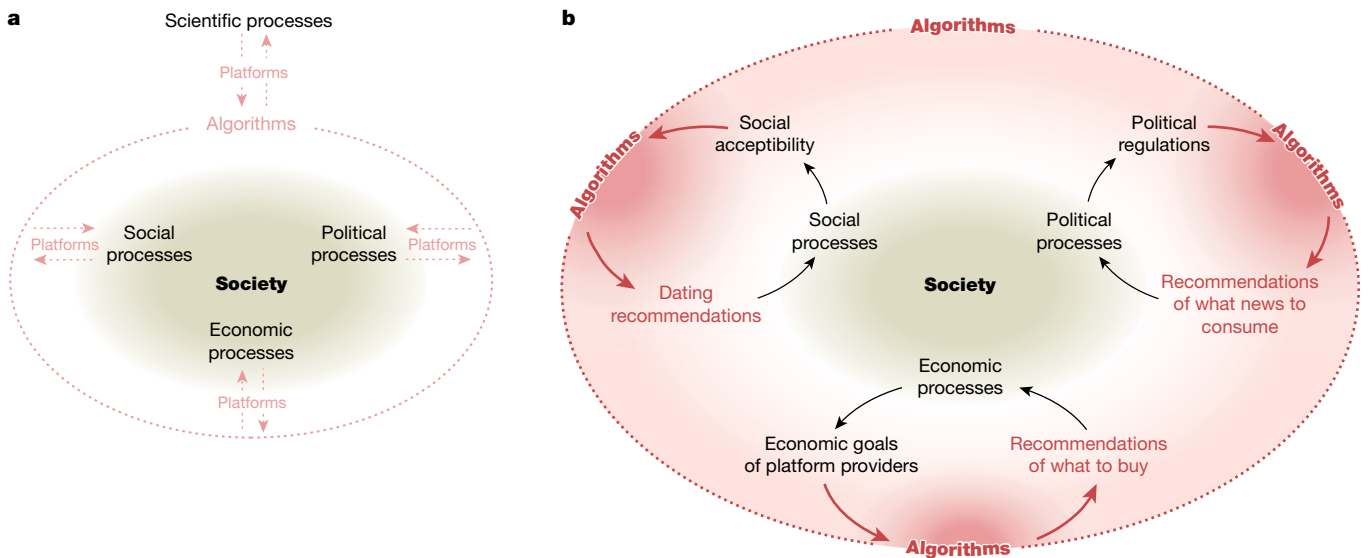 a
Scientific processes
Platforms
Algorithms
Platforms
Social
processes
Political
processes
Platforms
Society
Economic
processes
Platforms
b
Algorithms
Algorithms
Social
acceptibility
Political
regulations
Algorithms
Social
processes
Political
processes
Dating
recommendations
Society
Recommendations
of what news to
consume
Economic
processes
Economic goals
of platform providers
Recommendations
of what to buy
Algorithms